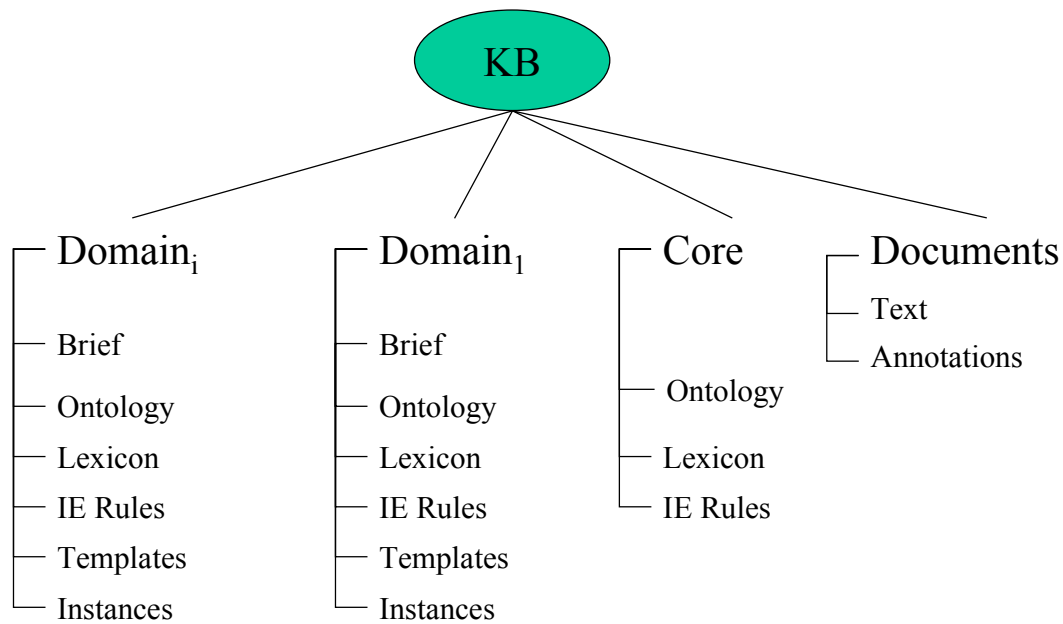 KB
Domainᵢ
Brief
Ontology
Lexicon
IE Rules
Templates
Instances
Domain₁
Brief
Ontology
Lexicon
IE Rules
Templates
Instances
Core
Ontology
Lexicon
IE Rules
Documents
Text
Annotations